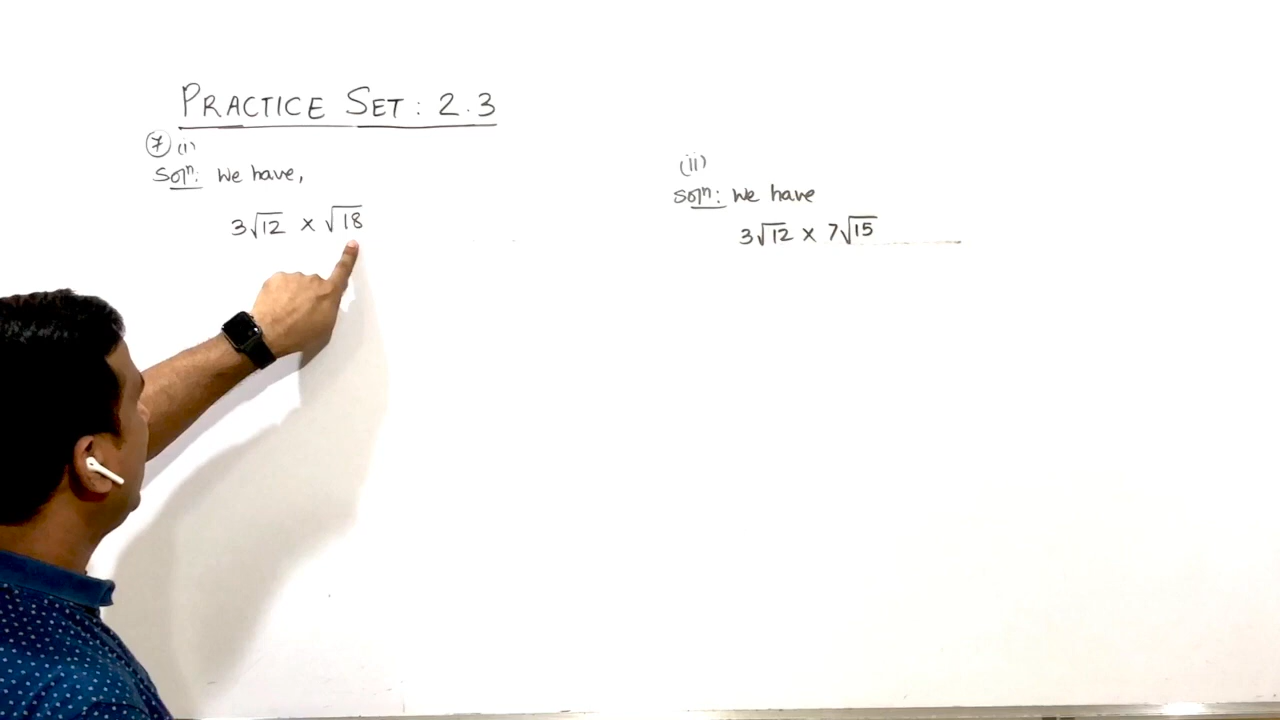 PRACTICE SET: 2.3
7 (i)
Solⁿ: We have,
3√12 × √18
(ii)
Solⁿ: We have
3√12 × 7√15